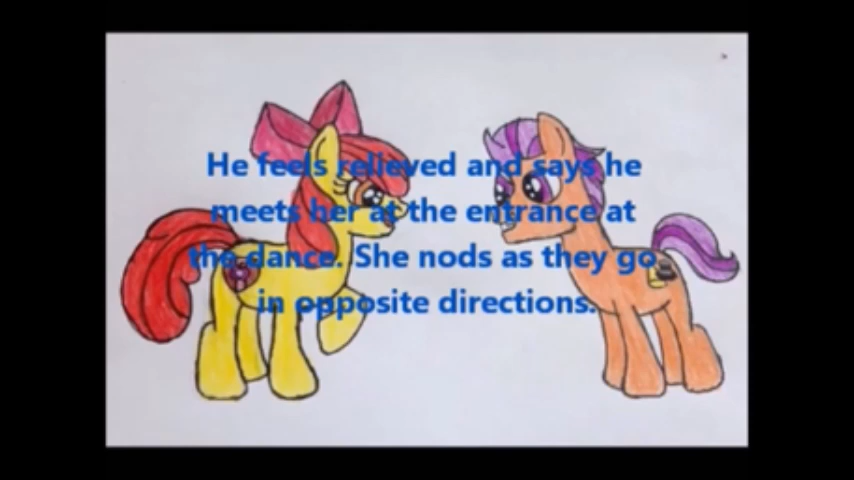 He feels relieved and says he
meets her at the entrance at
the dance. She nods as they go
in opposite directions.